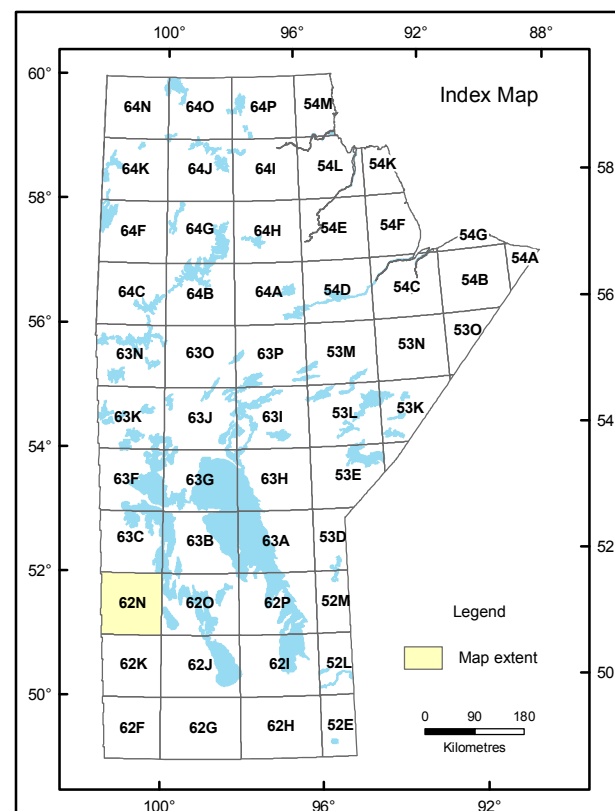 100° 96° 92° 88°
60°
Index Map
64N 64O 64P 54M
58°
64K 64J 64I 54L 54K
58°
64F 64G 64H 54E 54F 54G
54A
64C 64B 64A 54D 54C 54B
56°
56°
63N 63O 63P 53M 53N 53O
63K 63J 63I 53L 53K
54°
54°
63F 63G 63H 53E
63C 63B 63A 53D
52°
52°
62N 62O 62P 52M
Legend
Map extent
62K 62J 62I 52L
50°
50°
62F 62G 62H 52E
0 90 180
Kilometres
100° 96° 92°